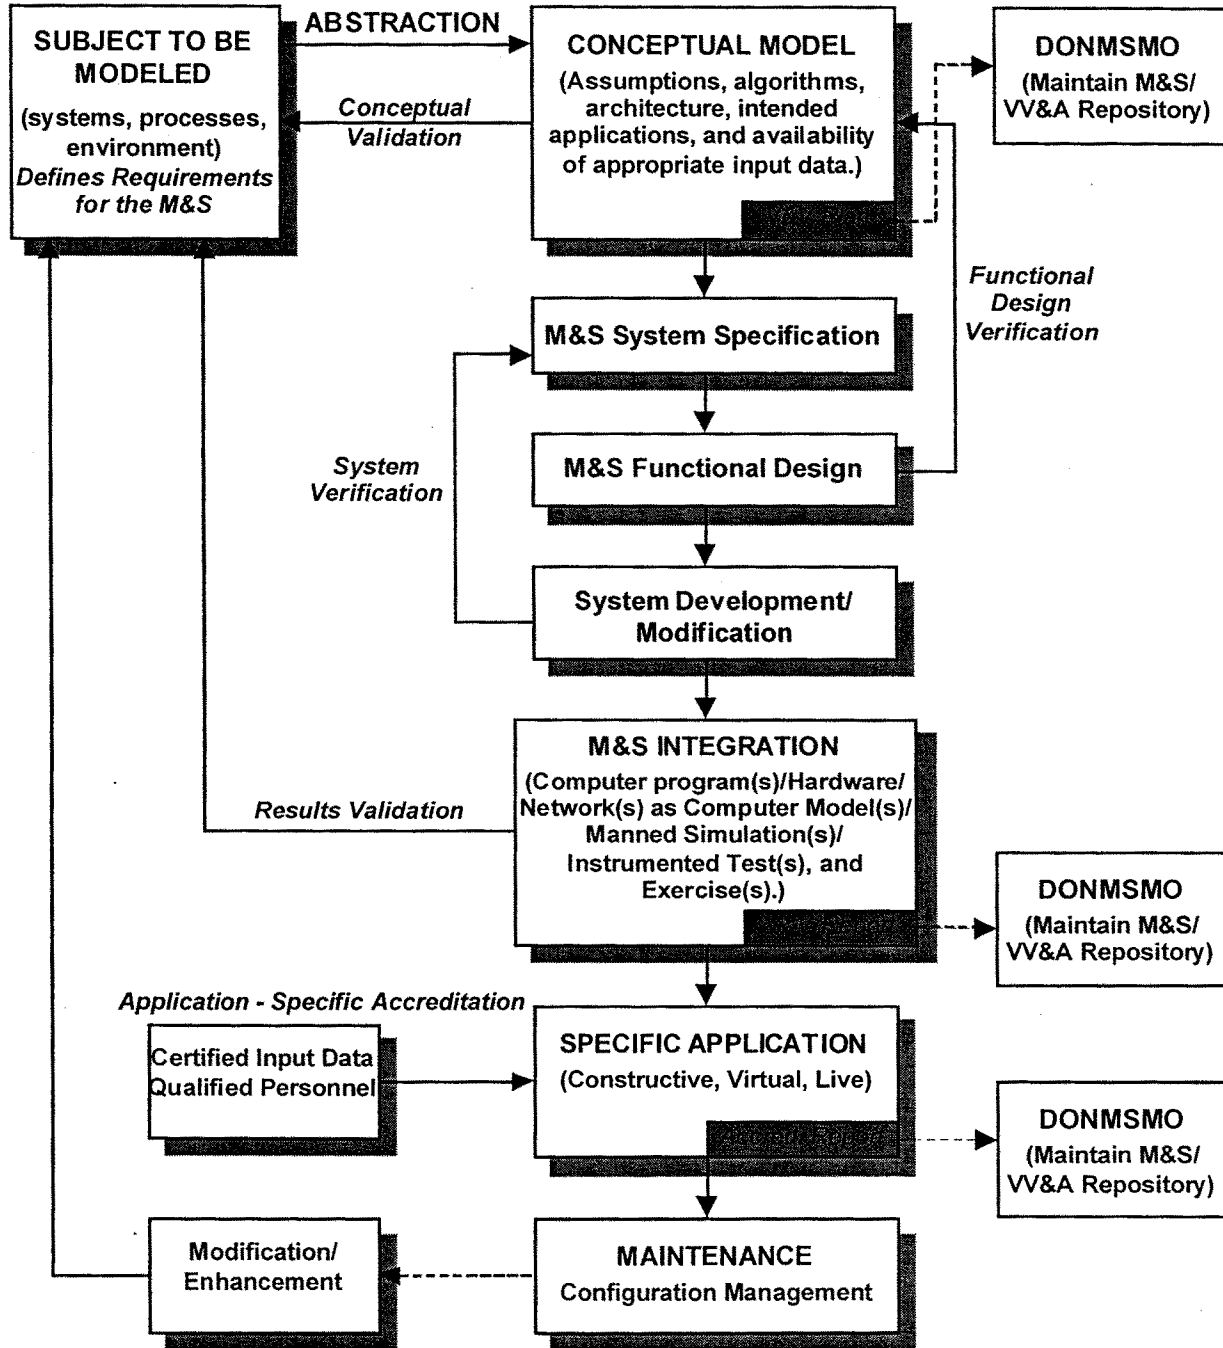 SUBJECT TO BE
MODELED
(systems, processes,
environment)
Defines Requirements
for the M&S
ABSTRACTION
Conceptual
Validation
CONCEPTUAL MODEL
(Assumptions, algorithms,
architecture, intended
applications, and availability
of appropriate input data.)
DONMSMO
(Maintain M&S/
VV&A Repository)
Functional
Design
Verification
M&S System Specification
System
Verification
M&S Functional Design
System Development/
Modification
M&S INTEGRATION
(Computer program(s)/Hardware/
Network(s) as Computer Model(s)/
Manned Simulation(s)/
Instrumented Test(s), and
Exercise(s).)
Results Validation
DONMSMO
(Maintain M&S/
VV&A Repository)
Application - Specific Accreditation
Certified Input Data
Qualified Personnel
SPECIFIC APPLICATION
(Constructive, Virtual, Live)
DONMSMO
(Maintain M&S/
VV&A Repository)
Modification/
Enhancement
MAINTENANCE
Configuration Management